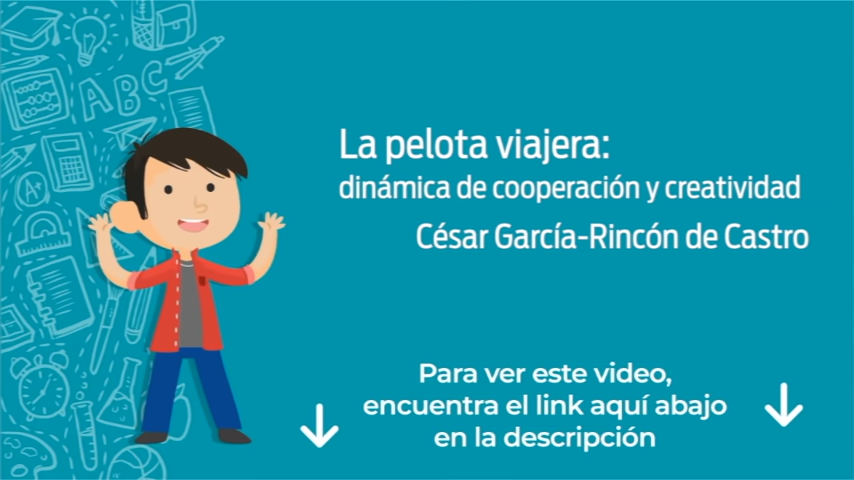 ABC
A+
La pelota viajera:
dinámica de cooperación y creatividad
César García-Rincón de Castro
Para ver este video,
encuentra el link aquí abajo
en la descripción